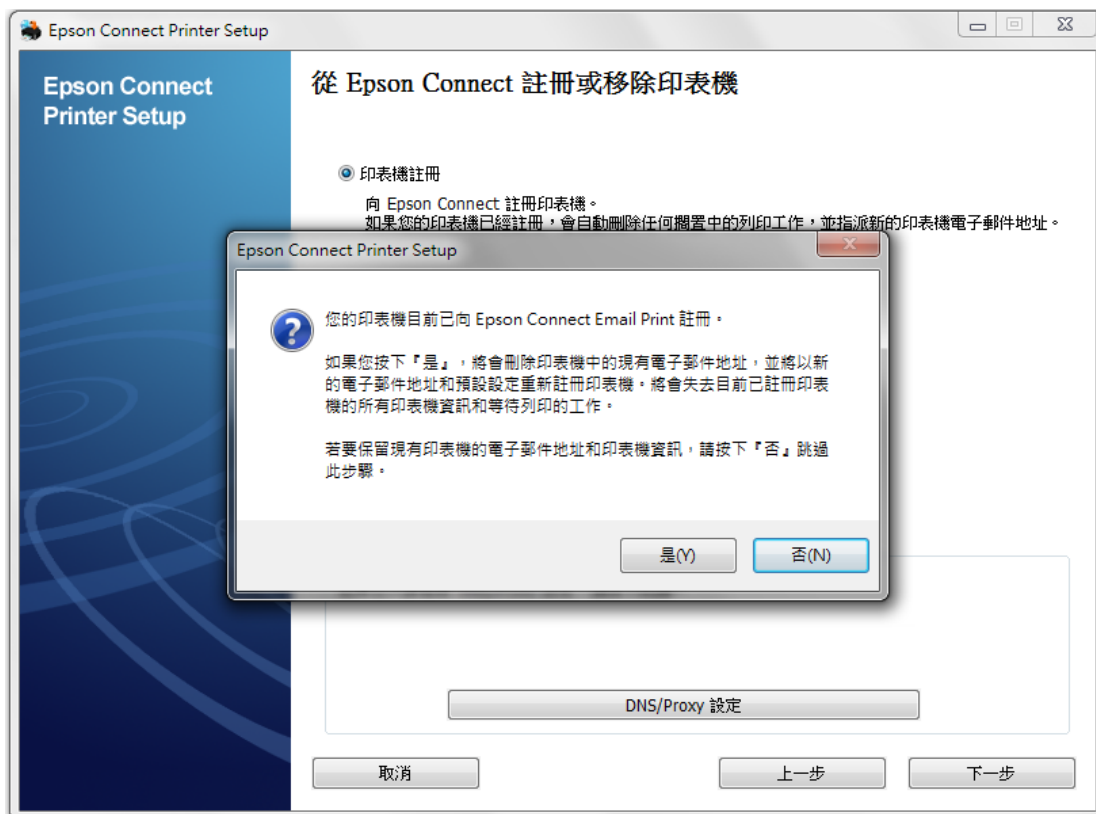 Epson Connect Printer Setup
Epson Connect
Printer Setup
從 Epson Connect 註冊或移除印表機
印表機註冊
向 Epson Connect 註冊印表機。
如果您的印表機已經註冊，會自動刪除任何擱置中的列印工作，並指派新的印表機電子郵件地址。
Epson Connect Printer Setup
您的印表機目前已向 Epson Connect Email Print 註冊。
如果您按下『是』，將會刪除印表機中的現有電子郵件地址，並將以新
的電子郵件地址和預設設定重新註冊印表機。將會失去目前已註冊印表
機的所有印表機資訊和等待列印的工作。
若要保留現有印表機的電子郵件地址和印表機資訊，請按下『否』跳過
此步驟。
是(Y)
否(N)
DNS/Proxy 設定
取消
上一步
下一步